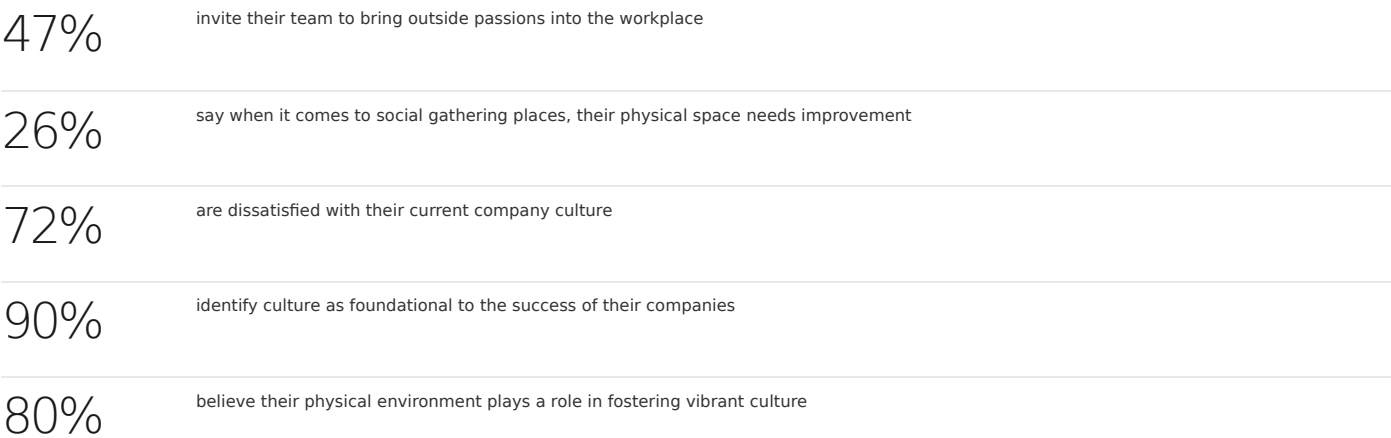 47%
invite their team to bring outside passions into the workplace
26%
say when it comes to social gathering places, their physical space needs improvement
72%
are dissatisfied with their current company culture
90%
identify culture as foundational to the success of their companies
80%
believe their physical environment plays a role in fostering vibrant culture